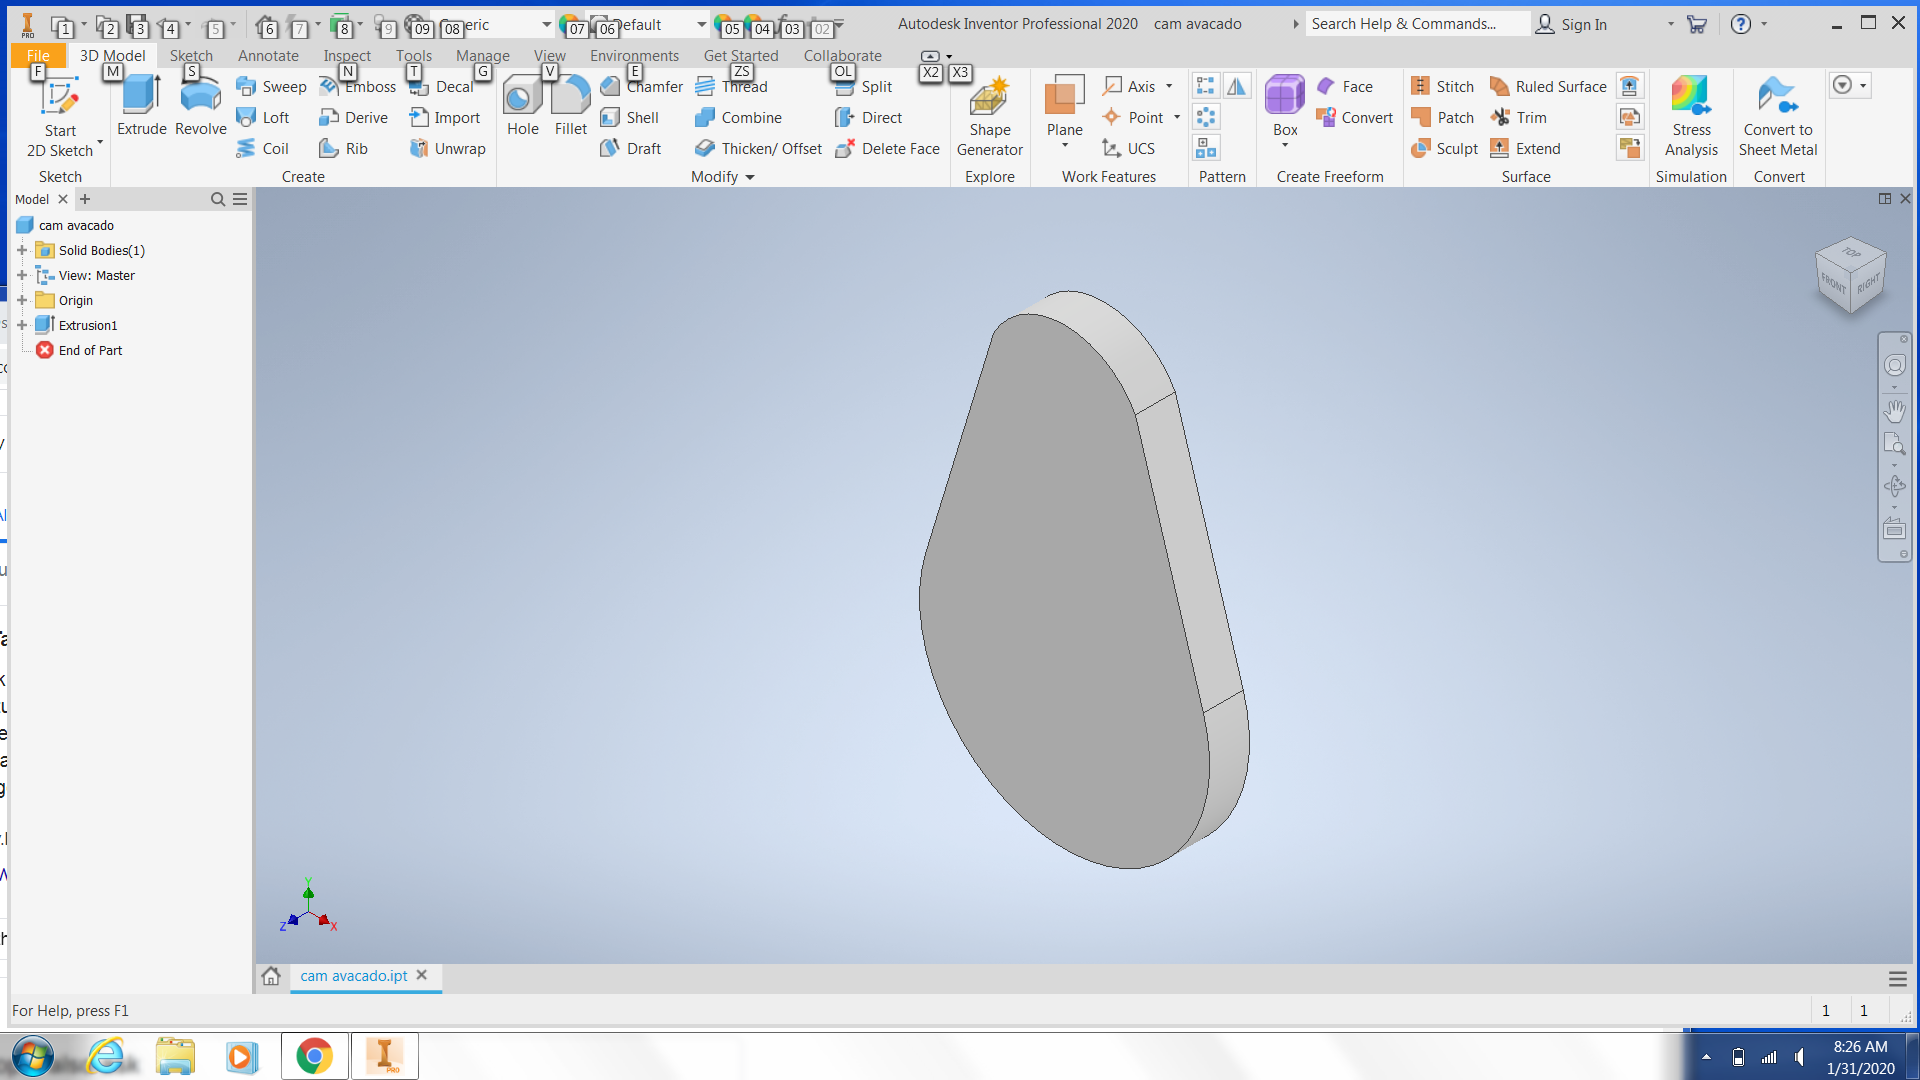 PRO 1 2 3 4 5 6 7 8 9 09 08 eric 07 06 Default 05 04 03 02 Autodesk Inventor Professional 2020 cam avacado Search Help & Commands... Sign In ?
File 3D Model Sketch Annotate Inspect Tools Manage View Environments Get Started Collaborate
F M S N T G V E ZS OL X2 X3
Start
2D Sketch
Sketch
Extrude Revolve
Sweep Emboss Decal
Loft Derive Import
Coil Rib Unwrap
Create
Hole Fillet
Chamfer Thread Split
Shell Combine Direct
Draft Thicken/ Offset Delete Face
Modify
Shape
Generator
Explore
Plane
Axis
Point
UCS
Work Features
Pattern
Box
Face
Convert
Create Freeform
Stitch Ruled Surface
Patch Trim
Sculpt Extend
Surface
Stress
Analysis
Simulation
Convert to
Sheet Metal
Convert
Model
cam avacado
Solid Bodies(1)
View: Master
Origin
Extrusion1
End of Part
TOP
FRONT RIGHT
Y
Z X
cam avacado.ipt
For Help, press F1 1 1
PRO
8:26 AM
1/31/2020